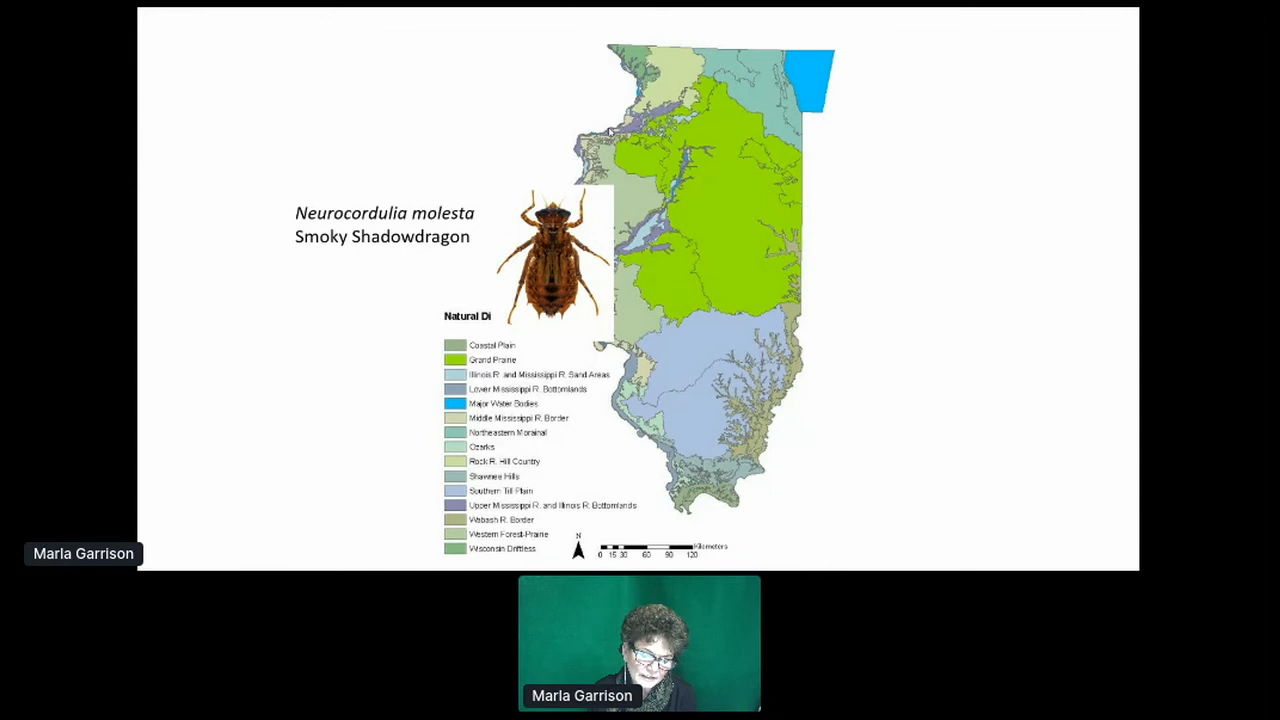 Neurocordulia molesta
Smoky Shadowdragon
Natural Di
Coastal Plain
Grand Prairie
Illinois R. and Mississippi R. Sand Areas
Lower Mississippi R. Bottomlands
Major Water Bodies
Middle Mississippi R. Border
Northeastern Morainal
Ozarks
Rock R. Hill Country
Shawnee Hills
Southern Till Plain
Upper Mississippi R. and Illinois R. Bottomlands
Wabash R. Border
Western Forest-Prairie
Wisconsin Driftless
N
Kilometers
0 15 30 60 90 120
Marla Garrison
Marla Garrison